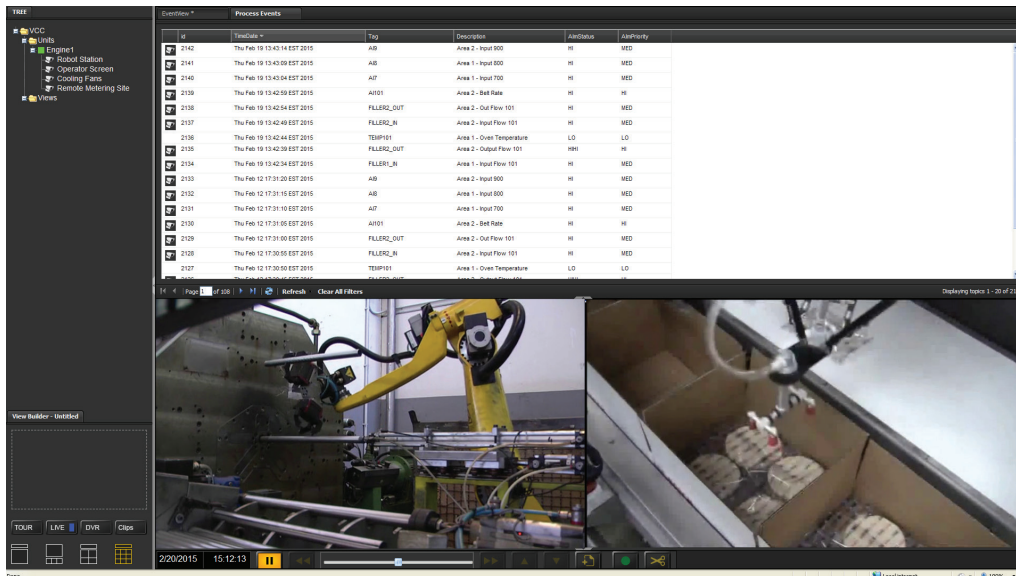 TREE
VCC
Units
Engine1
Robot Station
Operator Screen
Cooling Fans
Remote Metering Site
Views
EventView *
Process Events
id TimeDate Tag Description AlmStatus AlmPriority
2142 Thu Feb 19 13:43:14 EST 2015 AI9 Area 2 - Input 900 HI MED
2141 Thu Feb 19 13:43:09 EST 2015 AI8 Area 1 - Input 800 HI MED
2140 Thu Feb 19 13:43:04 EST 2015 AI7 Area 1 - Input 700 HI MED
2139 Thu Feb 19 13:42:59 EST 2015 AI101 Area 2 - Belt Rate HI HI
2138 Thu Feb 19 13:42:54 EST 2015 FILLER2_OUT Area 2 - Out Flow 101 HI MED
2137 Thu Feb 19 13:42:49 EST 2015 FILLER2_IN Area 2 - Input Flow 101 HI MED
2136 Thu Feb 19 13:42:44 EST 2015 TEMP101 Area 1 - Oven Temperature LO LO
2135 Thu Feb 19 13:42:39 EST 2015 FILLER2_OUT Area 2 - Output Flow 101 HIHI HI
2134 Thu Feb 19 13:42:34 EST 2015 FILLER1_IN Area 1 - Input Flow 101 HI MED
2133 Thu Feb 12 17:31:20 EST 2015 AI9 Area 2 - Input 900 HI MED
2132 Thu Feb 12 17:31:15 EST 2015 AI8 Area 1 - Input 800 HI MED
2131 Thu Feb 12 17:31:10 EST 2015 AI7 Area 1 - Input 700 HI MED
2130 Thu Feb 12 17:31:05 EST 2015 AI101 Area 2 - Belt Rate HI HI
2129 Thu Feb 12 17:31:00 EST 2015 FILLER2_OUT Area 2 - Out Flow 101 HI MED
2128 Thu Feb 12 17:30:55 EST 2015 FILLER2_IN Area 2 - Input Flow 101 HI MED
2127 Thu Feb 12 17:30:50 EST 2015 TEMP101 Area 1 - Oven Temperature LO LO
Page 1 of 108 Refresh Clear All Filters Displaying topics 1 - 20 of 21
View Builder - Untitled
TOUR LIVE DVR Clips
2/20/2015 15:12:13
Done Local intranet 100%